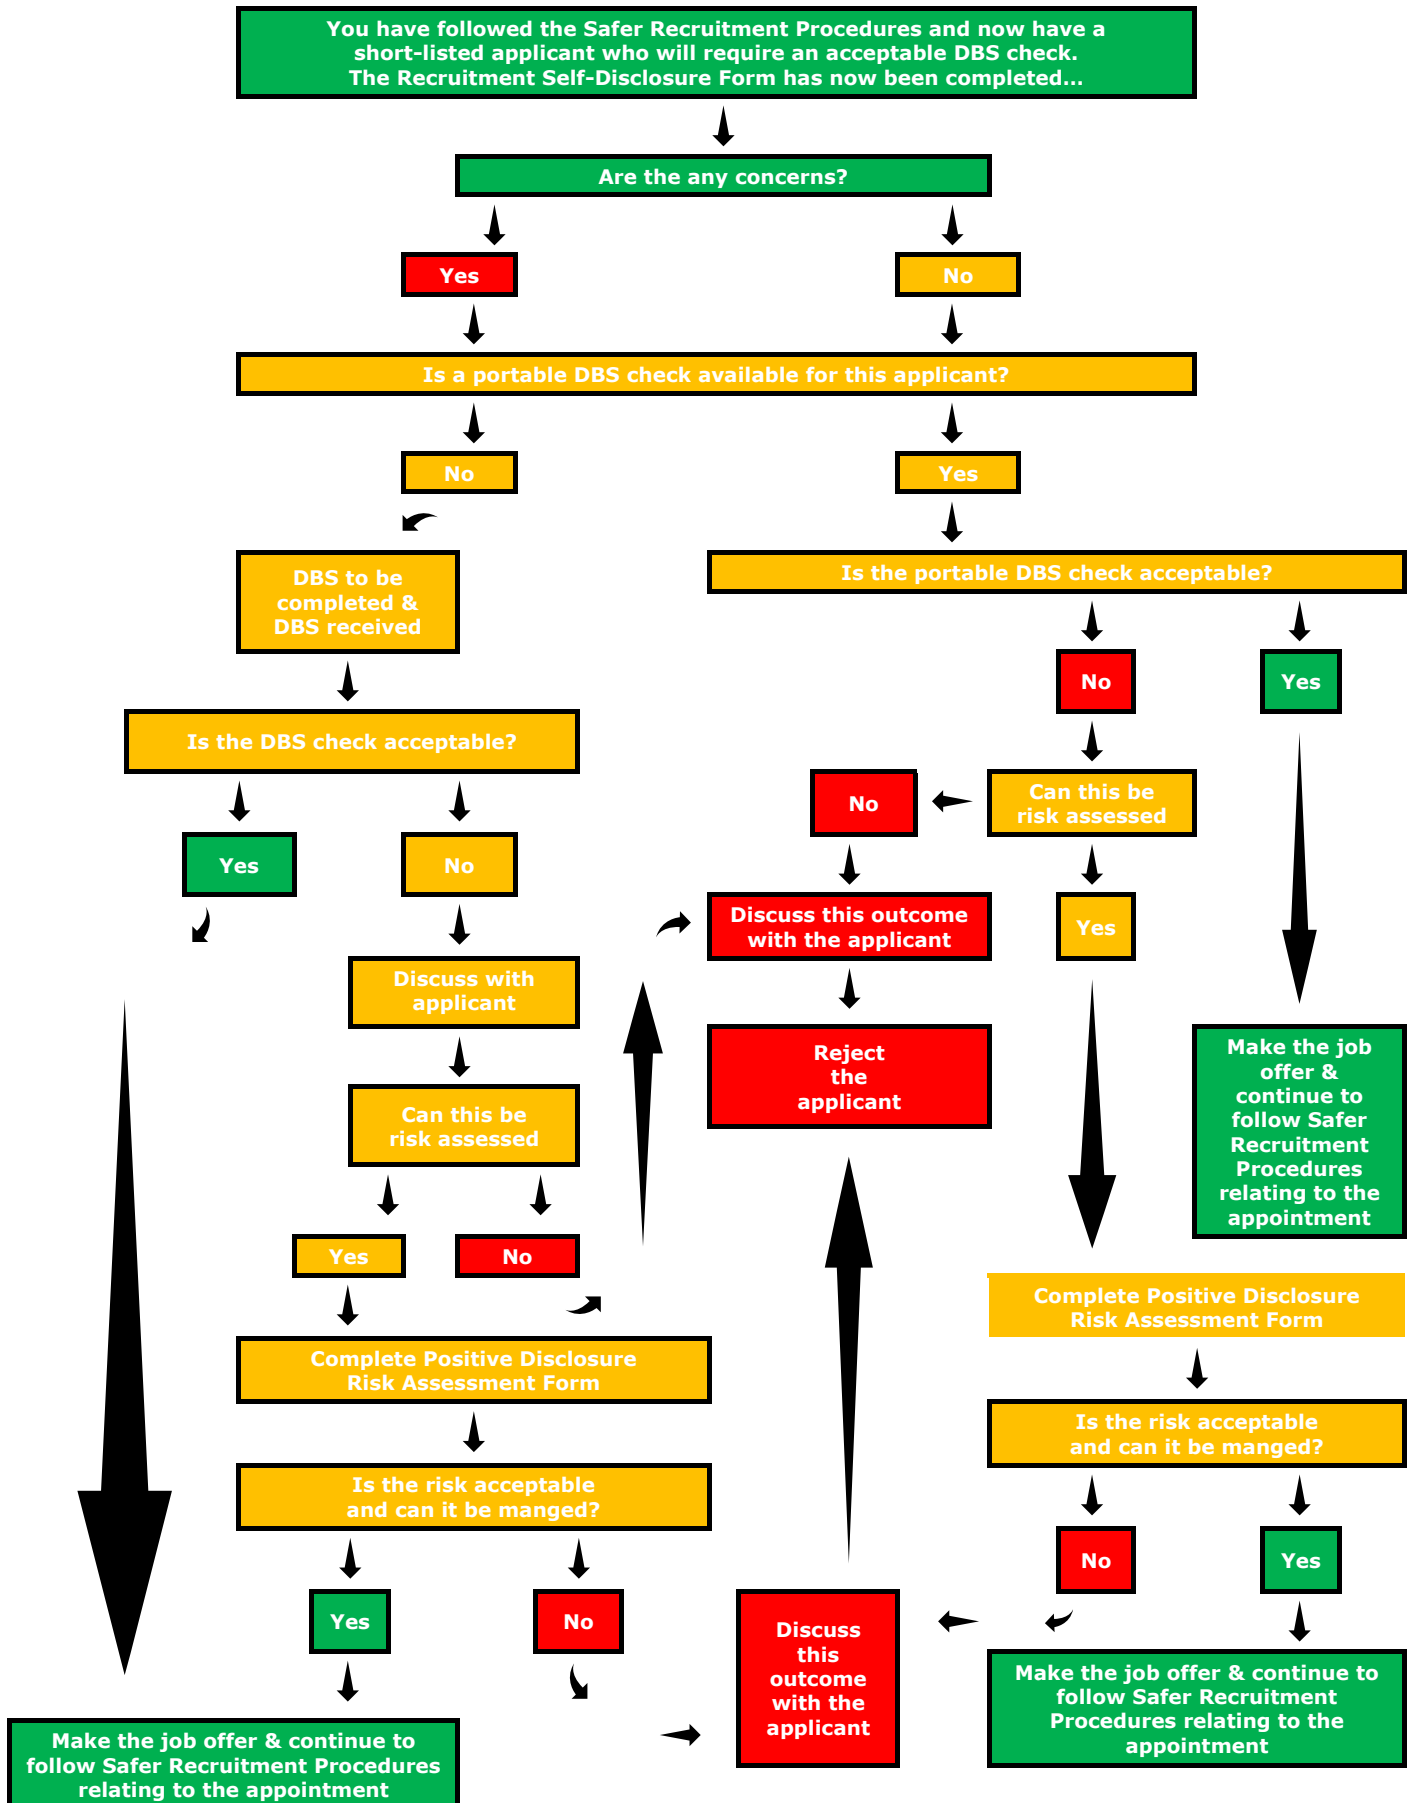 You have followed the Safer Recruitment Procedures and now have a
short-listed applicant who will require an acceptable DBS check.
The Recruitment Self-Disclosure Form has now been completed...
Are the any concerns?
Yes
No
Is a portable DBS check available for this applicant?
No
Yes
DBS to be
completed &
DBS received
Is the portable DBS check acceptable?
No
Yes
Is the DBS check acceptable?
No
Can this be
risk assessed
Yes
No
Discuss this outcome
with the applicant
Yes
Discuss with
applicant
Reject
the
applicant
Make the job
offer &
continue to
follow Safer
Recruitment
Procedures
relating to the
appointment
Can this be
risk assessed
Yes
No
Complete Positive Disclosure
Risk Assessment Form
Complete Positive Disclosure
Risk Assessment Form
Is the risk acceptable
and can it be manged?
Is the risk acceptable
and can it be manged?
No
Yes
Yes
No
Discuss
this
outcome
with the
applicant
Make the job offer & continue to
follow Safer Recruitment
Procedures relating to the
appointment
Make the job offer & continue to
follow Safer Recruitment Procedures
relating to the appointment